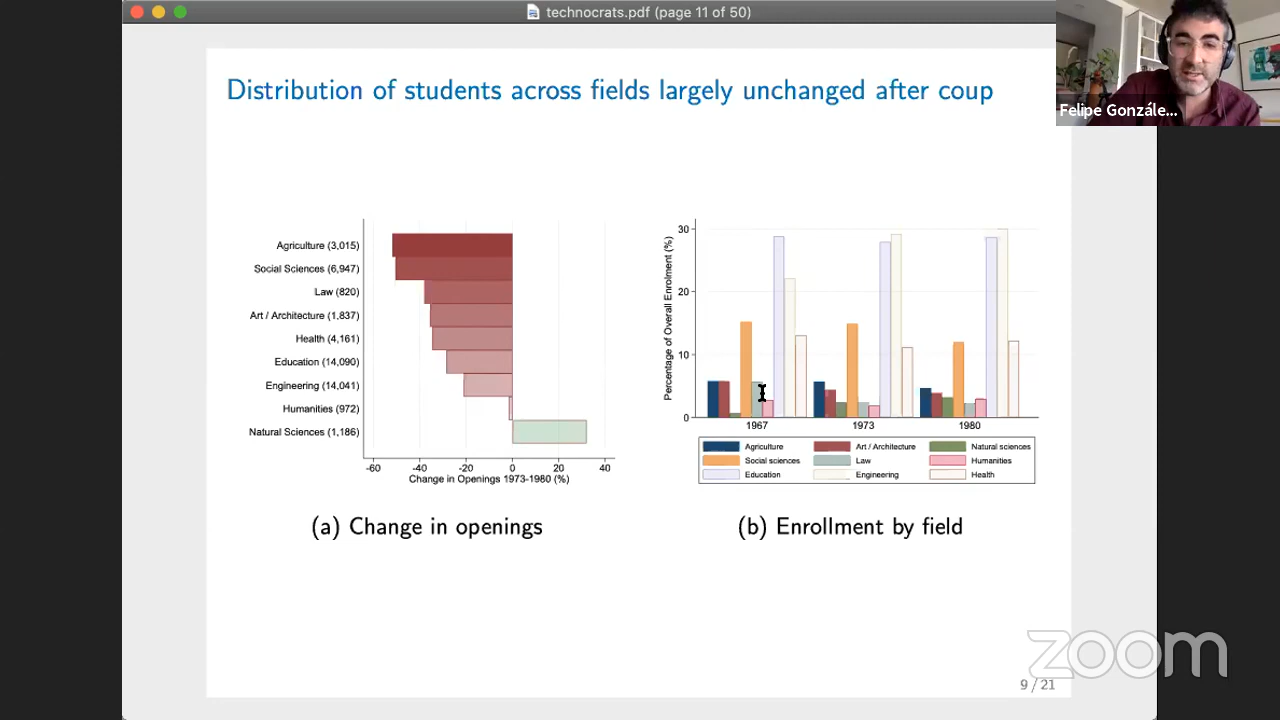 technocrats.pdf (page 11 of 50)
Felipe Gonzále...
Distribution of students across fields largely unchanged after coup
Agriculture (3,015)
Social Sciences (6,947)
Law (820)
Art / Architecture (1,837)
Health (4,161)
Education (14,090)
Engineering (14,041)
Humanities (972)
Natural Sciences (1,186)
-60 -40 -20 0 20 40
Change in Openings 1973-1980 (%)
(a) Change in openings
Percentage of Overall Enrolment (%)
30
20
10
0
1967 1973 1980
Agriculture Art / Architecture Natural sciences
Social sciences Law Humanities
Education Engineering Health
(b) Enrollment by field
zoom
9 / 21